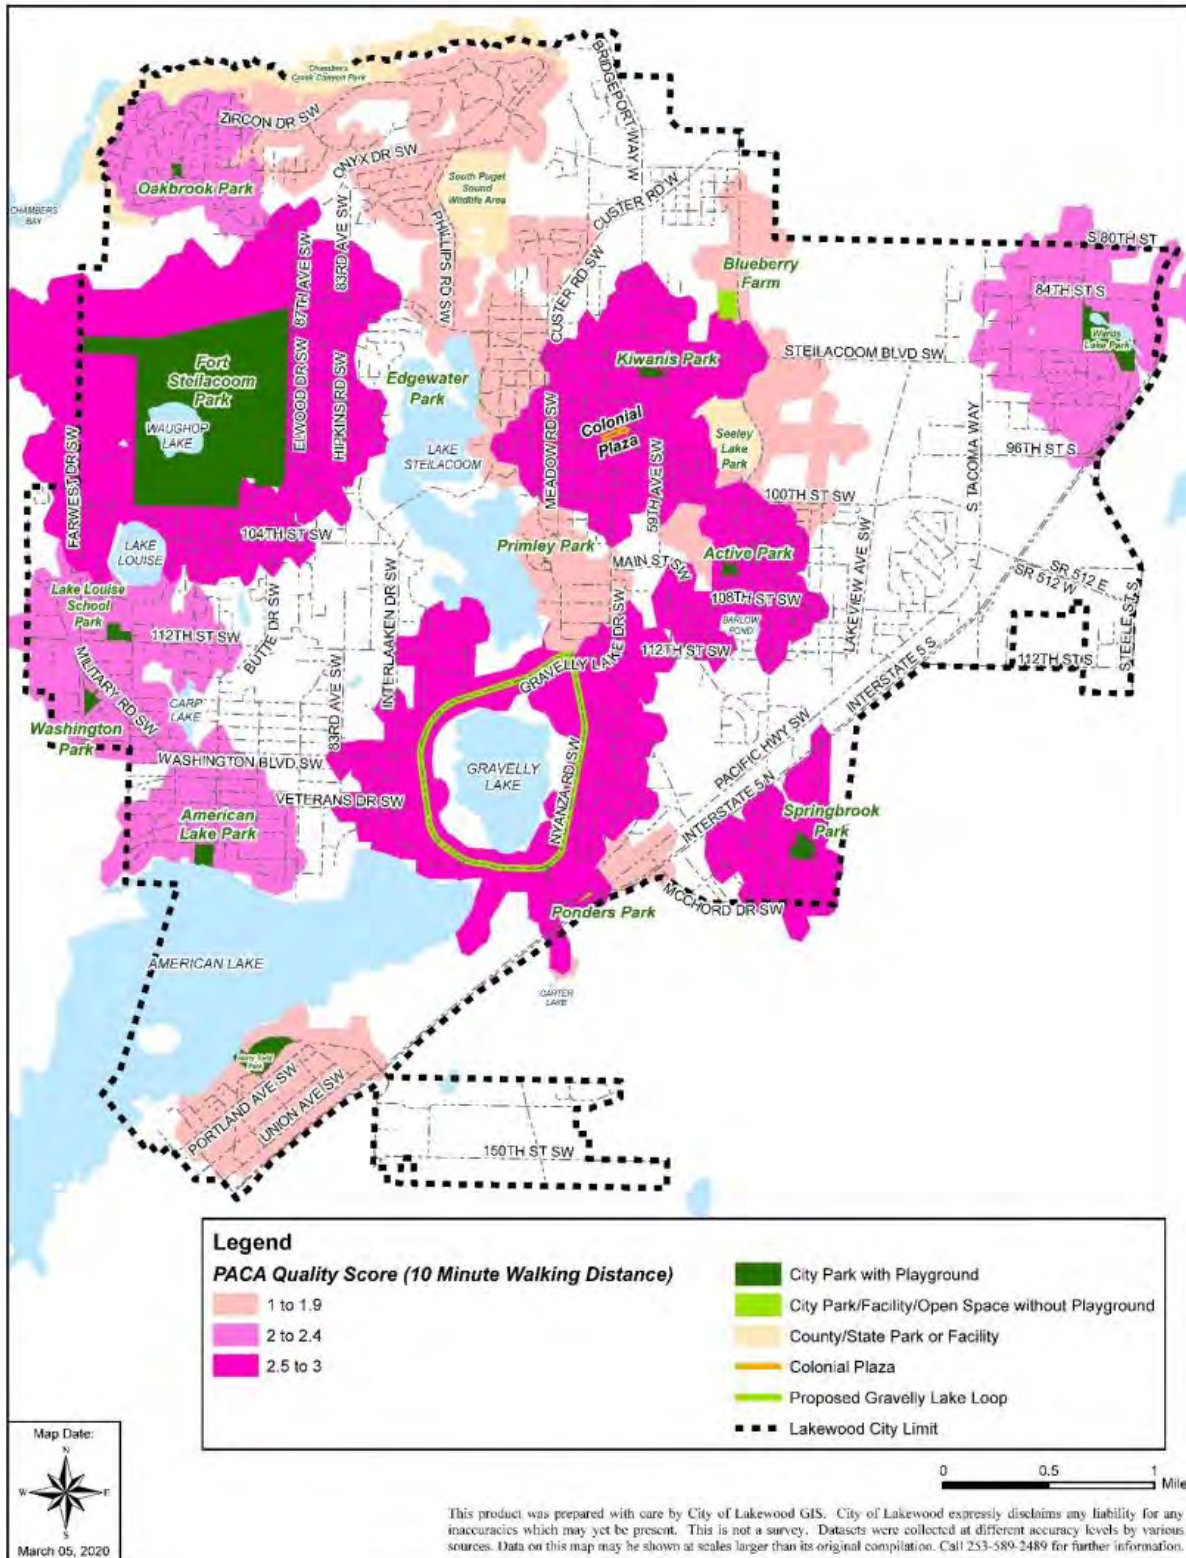 Chambers
Creek Canyon Park
BRIDGEPORT WAY W
ZIRCON DR SW
ONYX DR SW
Oakbrook Park
South Puget
Sound
Wildlife Area
CUSTER RD W
CHAMBERS
BAY
83RD AVE SW
87TH AVE SW
PHILLIPS RD SW
CUSTER RD SW
Blueberry
Farm
S 80TH ST
84TH ST S
Wards
Lake Park
Fort
Steilacoom
Park
WAUGHOP
LAKE
ELWOOD DR SW
HIPKINS RD SW
FARWEST DR SW
Edgewater
Park
LAKE
STEILACOOM
Kiwanis Park
STEILACOOM BLVD SW
Colonial
Plaza
MEADOW RD SW
59TH AVE SW
Seeley
Lake
Park
S TACOMA WAY
96TH ST S
100TH ST SW
104TH ST SW
LAKE
LOUISE
Primley Park
MAIN ST SW
Active Park
LAKEVIEW AVE SW
SR 512 E
SR 512 W
STEELE ST S
Lake Louise
School
Park
112TH ST SW
BUTTE DR SW
INTERLAAKEN DR SW
108TH ST SW
BARLOW
POND
112TH ST SW
112TH ST S
GRAVELLY LAKE DR SW
MILITARY RD SW
CARP
LAKE
83RD AVE SW
Washington
Park
WASHINGTON BLVD SW
VETERANS DR SW
GRAVELLY
LAKE
NYANZA RD SW
PACIFIC HWY SW
INTERSTATE 5 S
INTERSTATE 5 N
Springbrook
Park
American
Lake Park
Ponders Park
MCCHORD DR SW
AMERICAN LAKE
CARTER
LAKE
Harry Todd
Park
PORTLAND AVE SW
UNION AVE SW
150TH ST SW
Legend
PACA Quality Score (10 Minute Walking Distance)
1 to 1.9
2 to 2.4
2.5 to 3
City Park with Playground
City Park/Facility/Open Space without Playground
County/State Park or Facility
Colonial Plaza
Proposed Gravelly Lake Loop
Lakewood City Limit
Map Date:
N
W E
S
March 05, 2020
0 0.5 1
Mile
This product was prepared with care by City of Lakewood GIS. City of Lakewood expressly disclaims any liability for any
inaccuracies which may yet be present. This is not a survey. Datasets were collected at different accuracy levels by various
sources. Data on this map may be shown at scales larger than its original compilation. Call 253-589-2489 for further information.